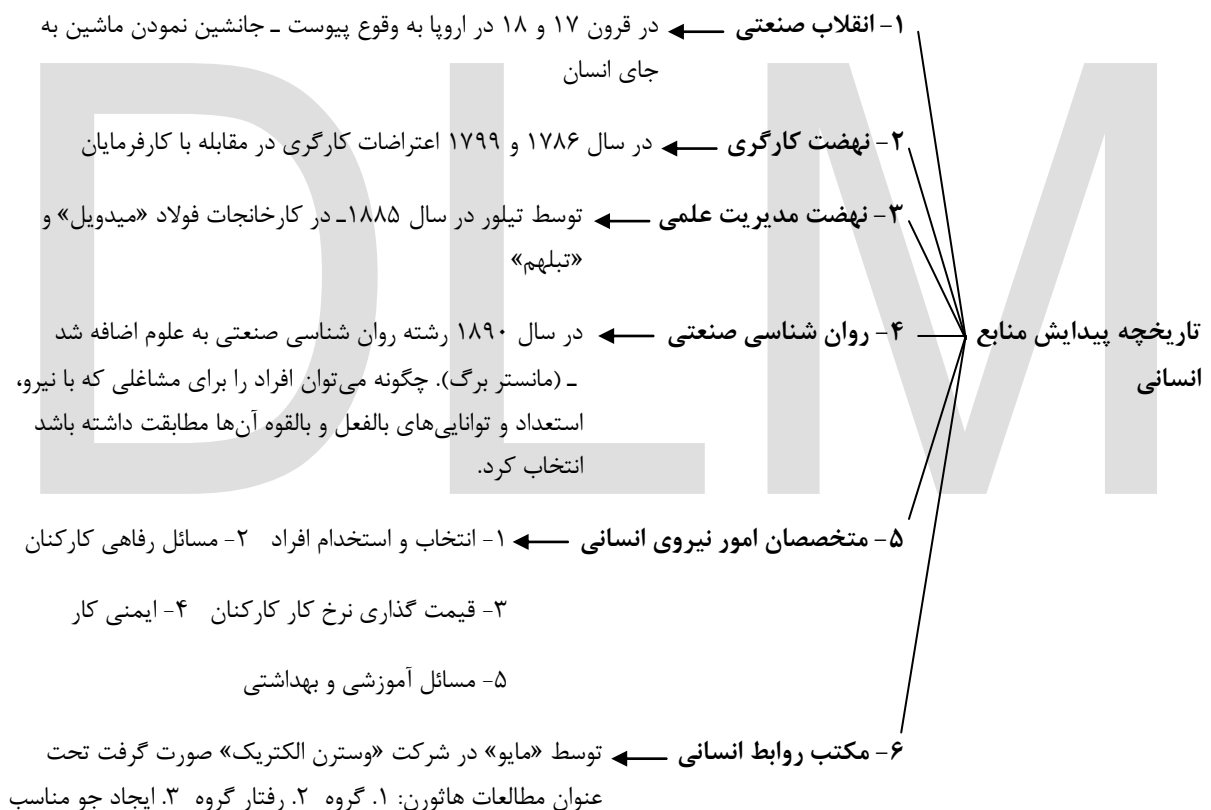 ۱- انقلاب صنعتی در قرون ۱۷ و ۱۸ در اروپا به وقوع پیوست ـ جانشین نمودن ماشین به
جای انسان
۲- نهضت کارگری در سال ۱۷۸۶ و ۱۷۹۹ اعتراضات کارگری در مقابله با کارفرمایان
۳- نهضت مدیریت علمی توسط تیلور در سال ۱۸۸۵ـ در کارخانجات فولاد «میدویل» و
«تبلهم»
تاریخچه پیدایش منابع
انسانی
۴- روان شناسی صنعتی در سال ۱۸۹۰ رشته روان شناسی صنعتی به علوم اضافه شد
ـ (مانستر برگ). چگونه می‌توان افراد را برای مشاغلی که با نیرو،
استعداد و توانایی‌های بالفعل و بالقوه آن‌ها مطابقت داشته باشد
انتخاب کرد.
۵- متخصصان امور نیروی انسانی ۱- انتخاب و استخدام افراد ۲- مسائل رفاهی کارکنان
۳- قیمت گذاری نرخ کار کارکنان ۴- ایمنی کار
۵- مسائل آموزشی و بهداشتی
۶- مکتب روابط انسانی توسط «مایو» در شرکت «وسترن الکتریک» صورت گرفت تحت
عنوان مطالعات هاثورن: ۱. گروه ۲. رفتار گروه ۳. ایجاد جو مناسب
DLM